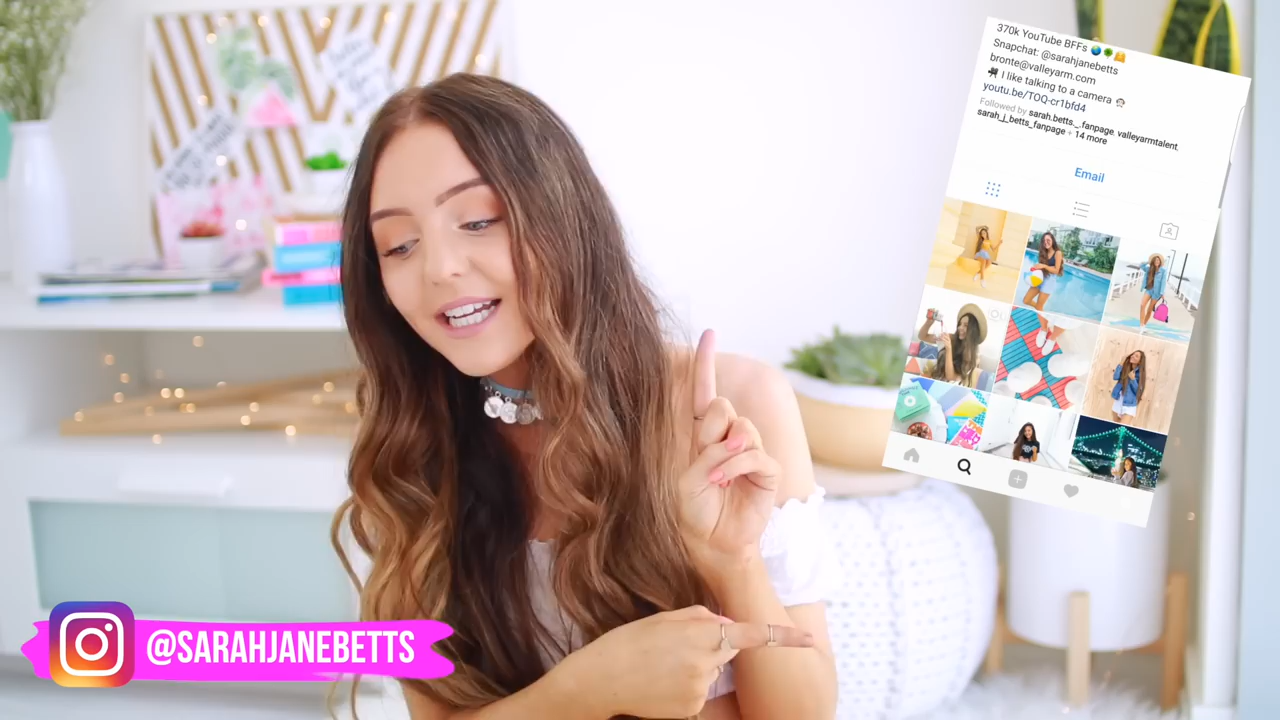 370k YouTube BFFs
Snapchat: @sarahjanebetts
bronte@valleyarm.com
I like talking to a camera
youtu.be/TOQ-cr1bfd4
Followed by sarah.betts._.fanpage, valleyarmtalent,
sarah_j_betts_fanpage + 14 more
Email
@SARAHJANEBETTS